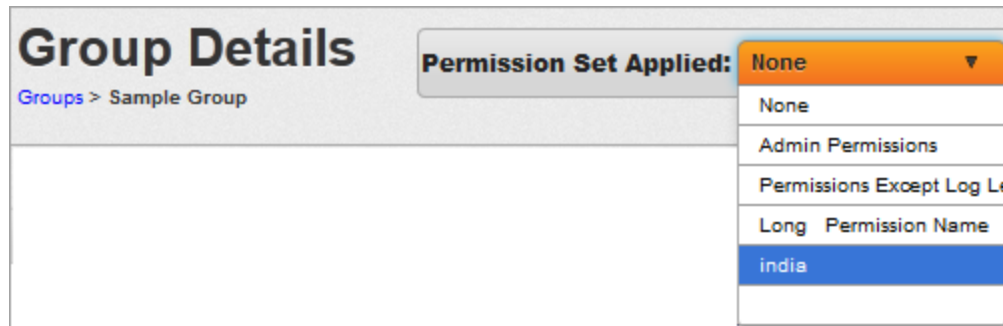 Group Details
Groups > Sample Group
Permission Set Applied: None ▼
None
Admin Permissions
Permissions Except Log Le
Long Permission Name
india